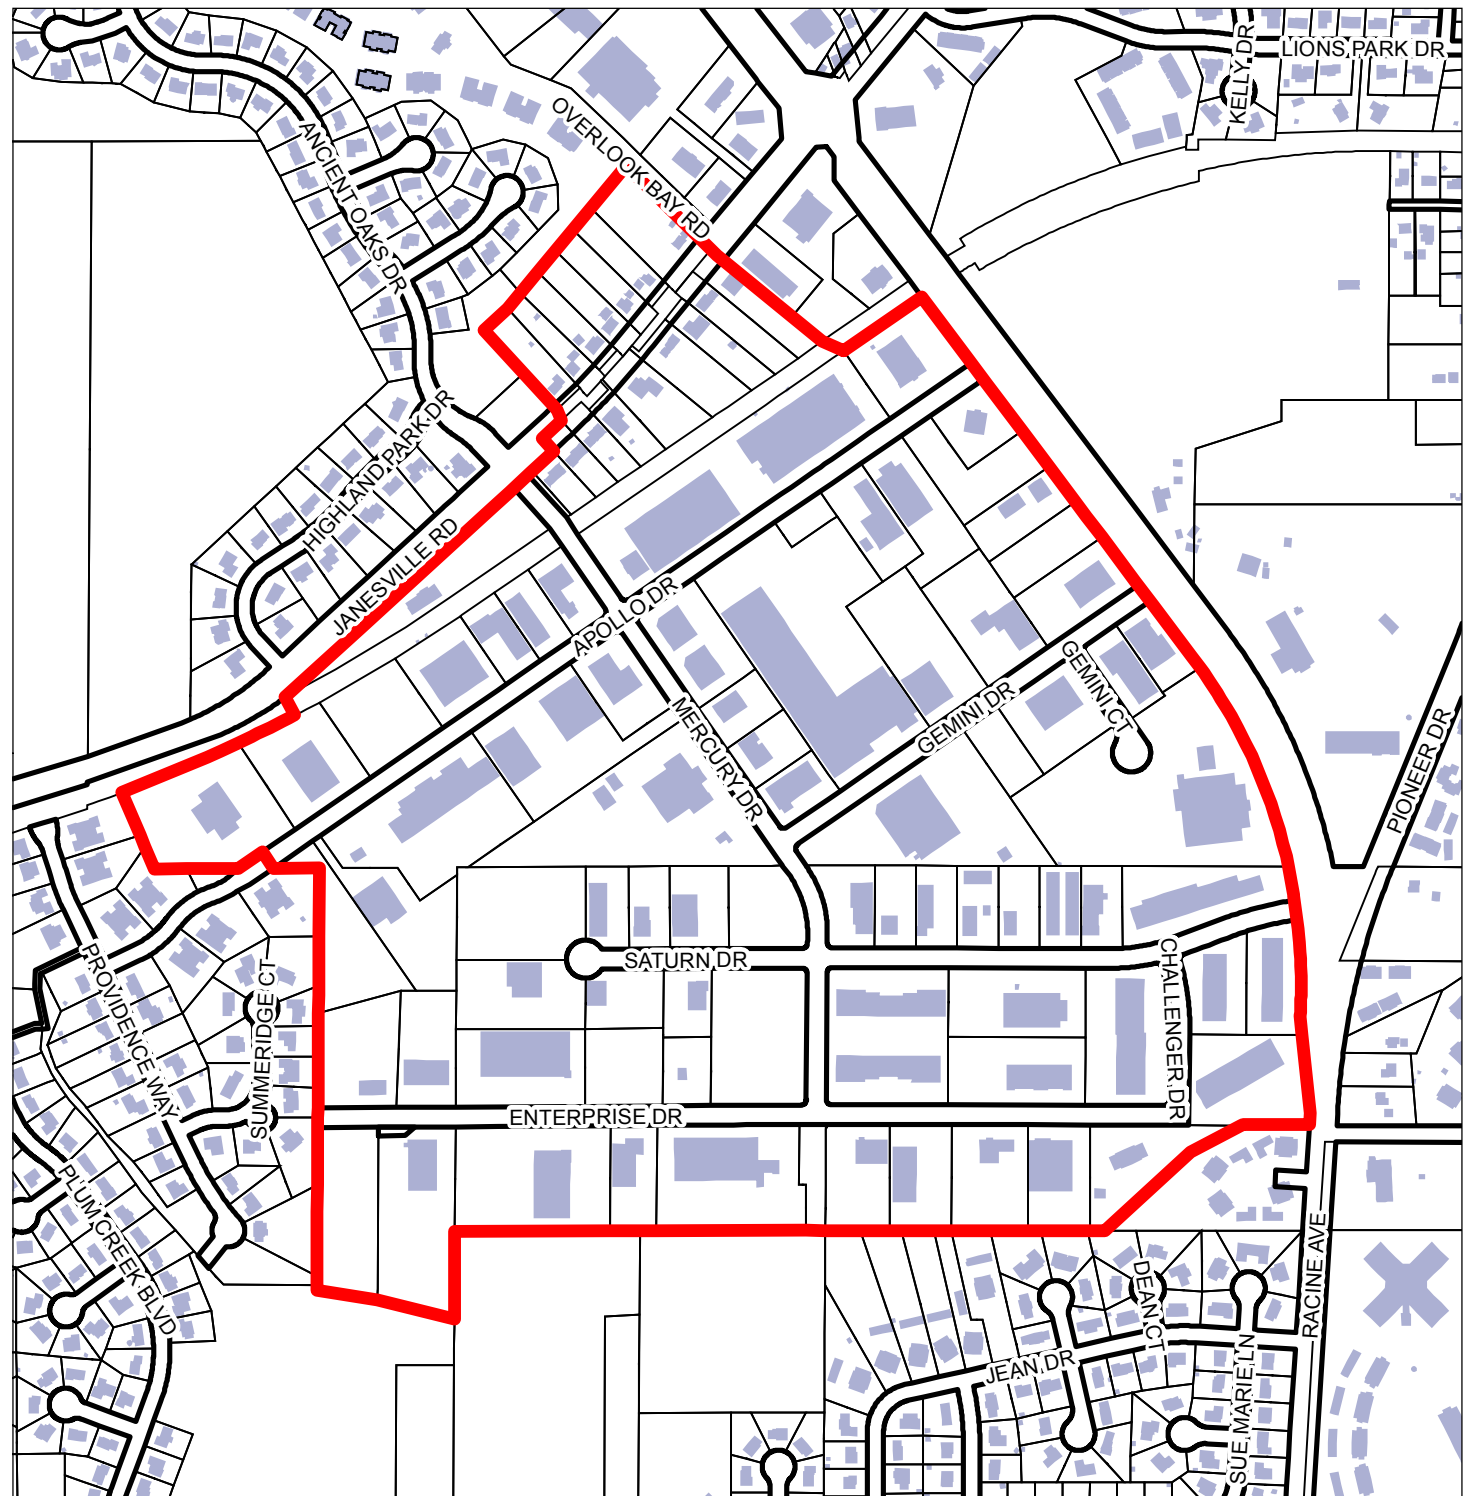 LIONS PARK DR
KELLY DR
OVERLOOK BAY RD
ANCIENT OAKS DR
HIGHLAND PARK DR
JANESVILLE RD
APOLLO DR
MERCURY DR
GEMINI DR
GEMINI CT
PIONEER DR
SATURN DR
CHALLENGER DR
PROVIDENCE WAY
SUMMERIDGE CT
ENTERPRISE DR
PLUM CREEK BLVD
RACINE AVE
DEAN CT
JEAN DR
SUE MARIE LN